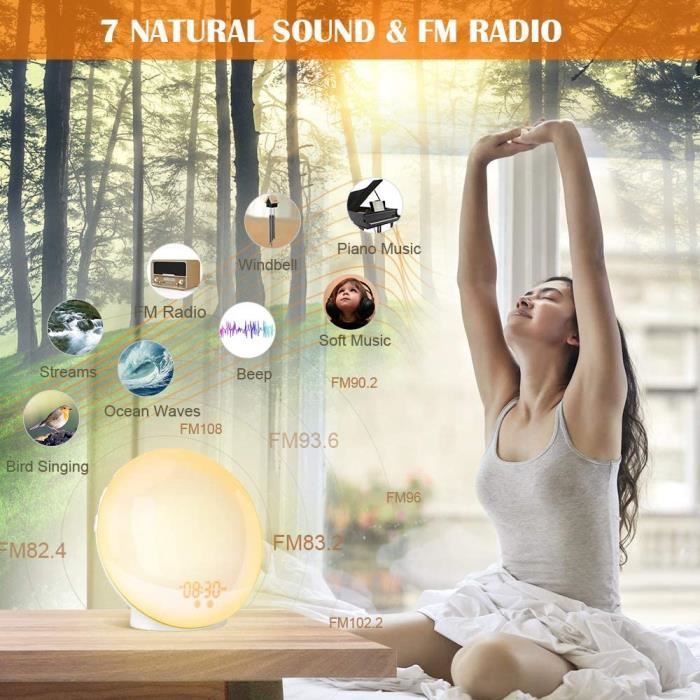 7 NATURAL SOUND & FM RADIO
Piano Music
Windbell
FM Radio
Soft Music
Streams
Beep
Ocean Waves
Bird Singing
FM90.2
FM108
FM93.6
FM96
FM82.4
FM83.2
08:30
FM102.2